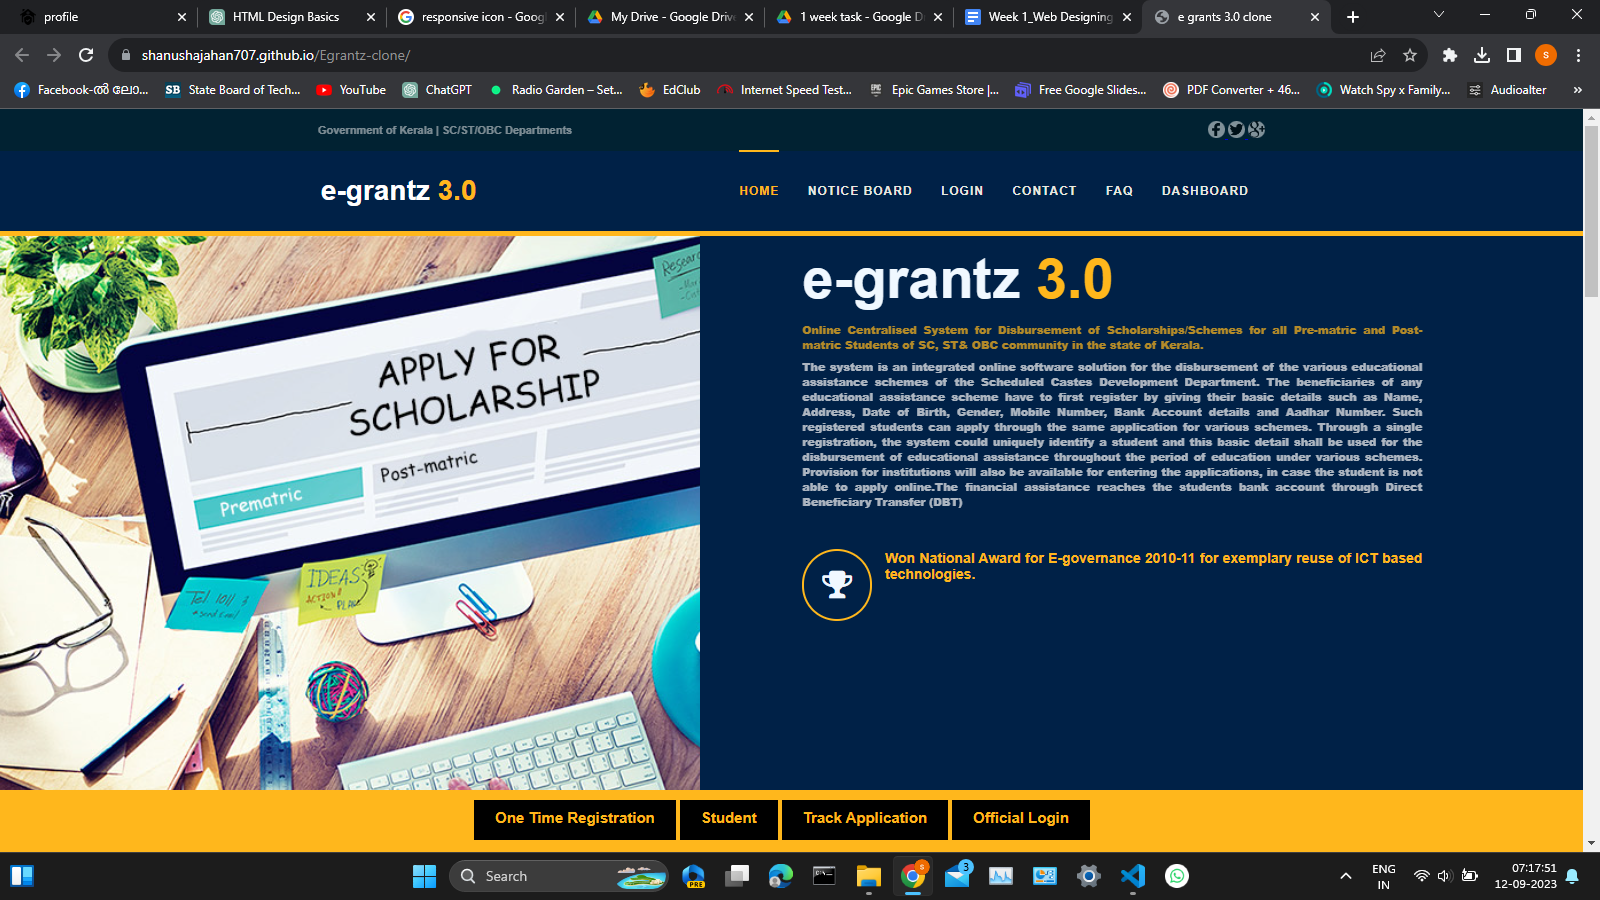 profile
HTML Design Basics
responsive icon - Goog
My Drive - Google Drive
1 week task - Google D
Week 1_Web Designing
e grants 3.0 clone
shanushajahan707.github.io/Egrantz-clone/
S
Facebook-ൽ ലോ...
SB State Board of Tech...
YouTube
ChatGPT
Radio Garden – Set...
EdClub
Internet Speed Test...
EPIC Epic Games Store |...
Free Google Slides...
PDF Converter + 46...
Watch Spy x Family...
Audioalter
»
Government of Kerala | SC/ST/OBC Departments
e-grantz 3.0
HOME NOTICE BOARD LOGIN CONTACT FAQ DASHBOARD
Research
APPLY FOR
SCHOLARSHIP
Prematric
Post-matric
IDEAS
ACTION!
PLAN
e-grantz 3.0
Online Centralised System for Disbursement of Scholarships/Schemes for all Pre-matric and Post-
matric Students of SC, ST& OBC community in the state of Kerala.
The system is an integrated online software solution for the disbursement of the various educational
assistance schemes of the Scheduled Castes Development Department. The beneficiaries of any
educational assistance scheme have to first register by giving their basic details such as Name,
Address, Date of Birth, Gender, Mobile Number, Bank Account details and Aadhar Number. Such
registered students can apply through the same application for various schemes. Through a single
registration, the system could uniquely identify a student and this basic detail shall be used for the
disbursement of educational assistance throughout the period of education under various schemes.
Provision for institutions will also be available for entering the applications, in case the student is not
able to apply online.The financial assistance reaches the students bank account through Direct
Beneficiary Transfer (DBT)
Won National Award for E-governance 2010-11 for exemplary reuse of ICT based
technologies.
One Time Registration
Student
Track Application
Official Login
Search
PRE
S
3
ENG
IN
07:17:51
12-09-2023